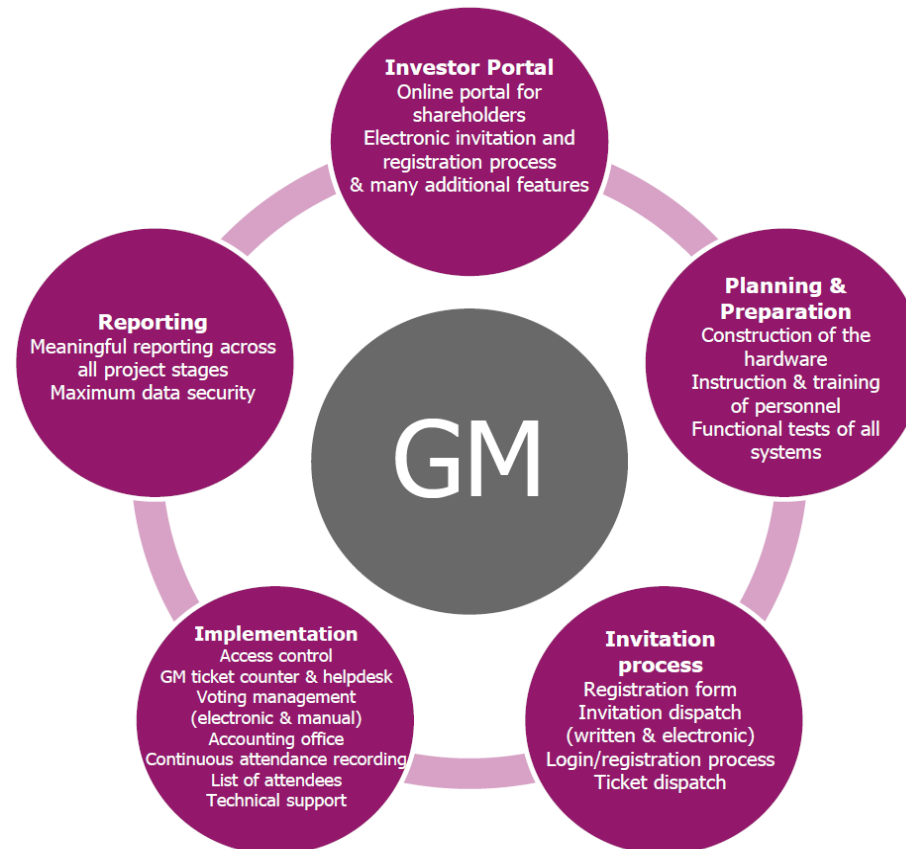 Investor Portal
Online portal for
shareholders
Electronic invitation and
registration process
& many additional features
Planning &
Preparation
Construction of the
hardware
Instruction & training
of personnel
Functional tests of all
systems
Invitation
process
Registration form
Invitation dispatch
(written & electronic)
Login/registration process
Ticket dispatch
Implementation
Access control
GM ticket counter & helpdesk
Voting management
(electronic & manual)
Accounting office
Continuous attendance recording
List of attendees
Technical support
Reporting
Meaningful reporting across
all project stages
Maximum data security
GM